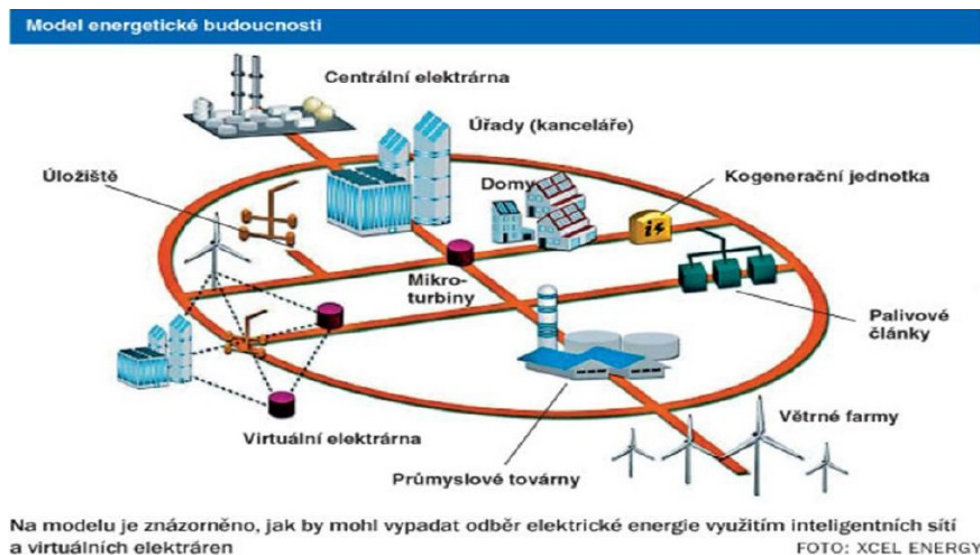 Model energetické budoucnosti
Centrální elektrárna
Úřady (kanceláře)
Úložiště
Domy
Kogenerační jednotka
Mikro-
turbiny
Palivové
články
Virtuální elektrárna
Větrné farmy
Průmyslové továrny
Na modelu je znázorněno, jak by mohl vypadat odběr elektrické energie využitím inteligentních sítí
a virtuálních elektráren
FOTO: XCEL ENERGY